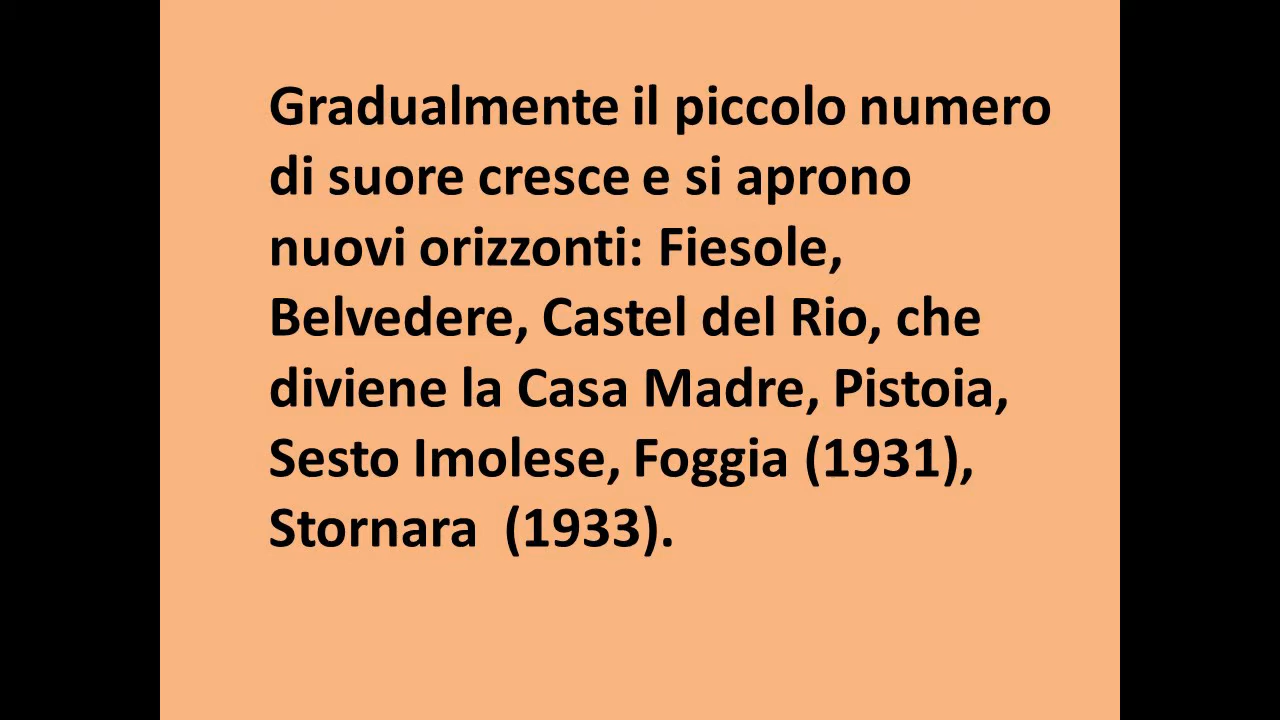 Gradualmente il piccolo numero
di suore cresce e si aprono
nuovi orizzonti: Fiesole,
Belvedere, Castel del Rio, che
diviene la Casa Madre, Pistoia,
Sesto Imolese, Foggia (1931),
Stornara  (1933).